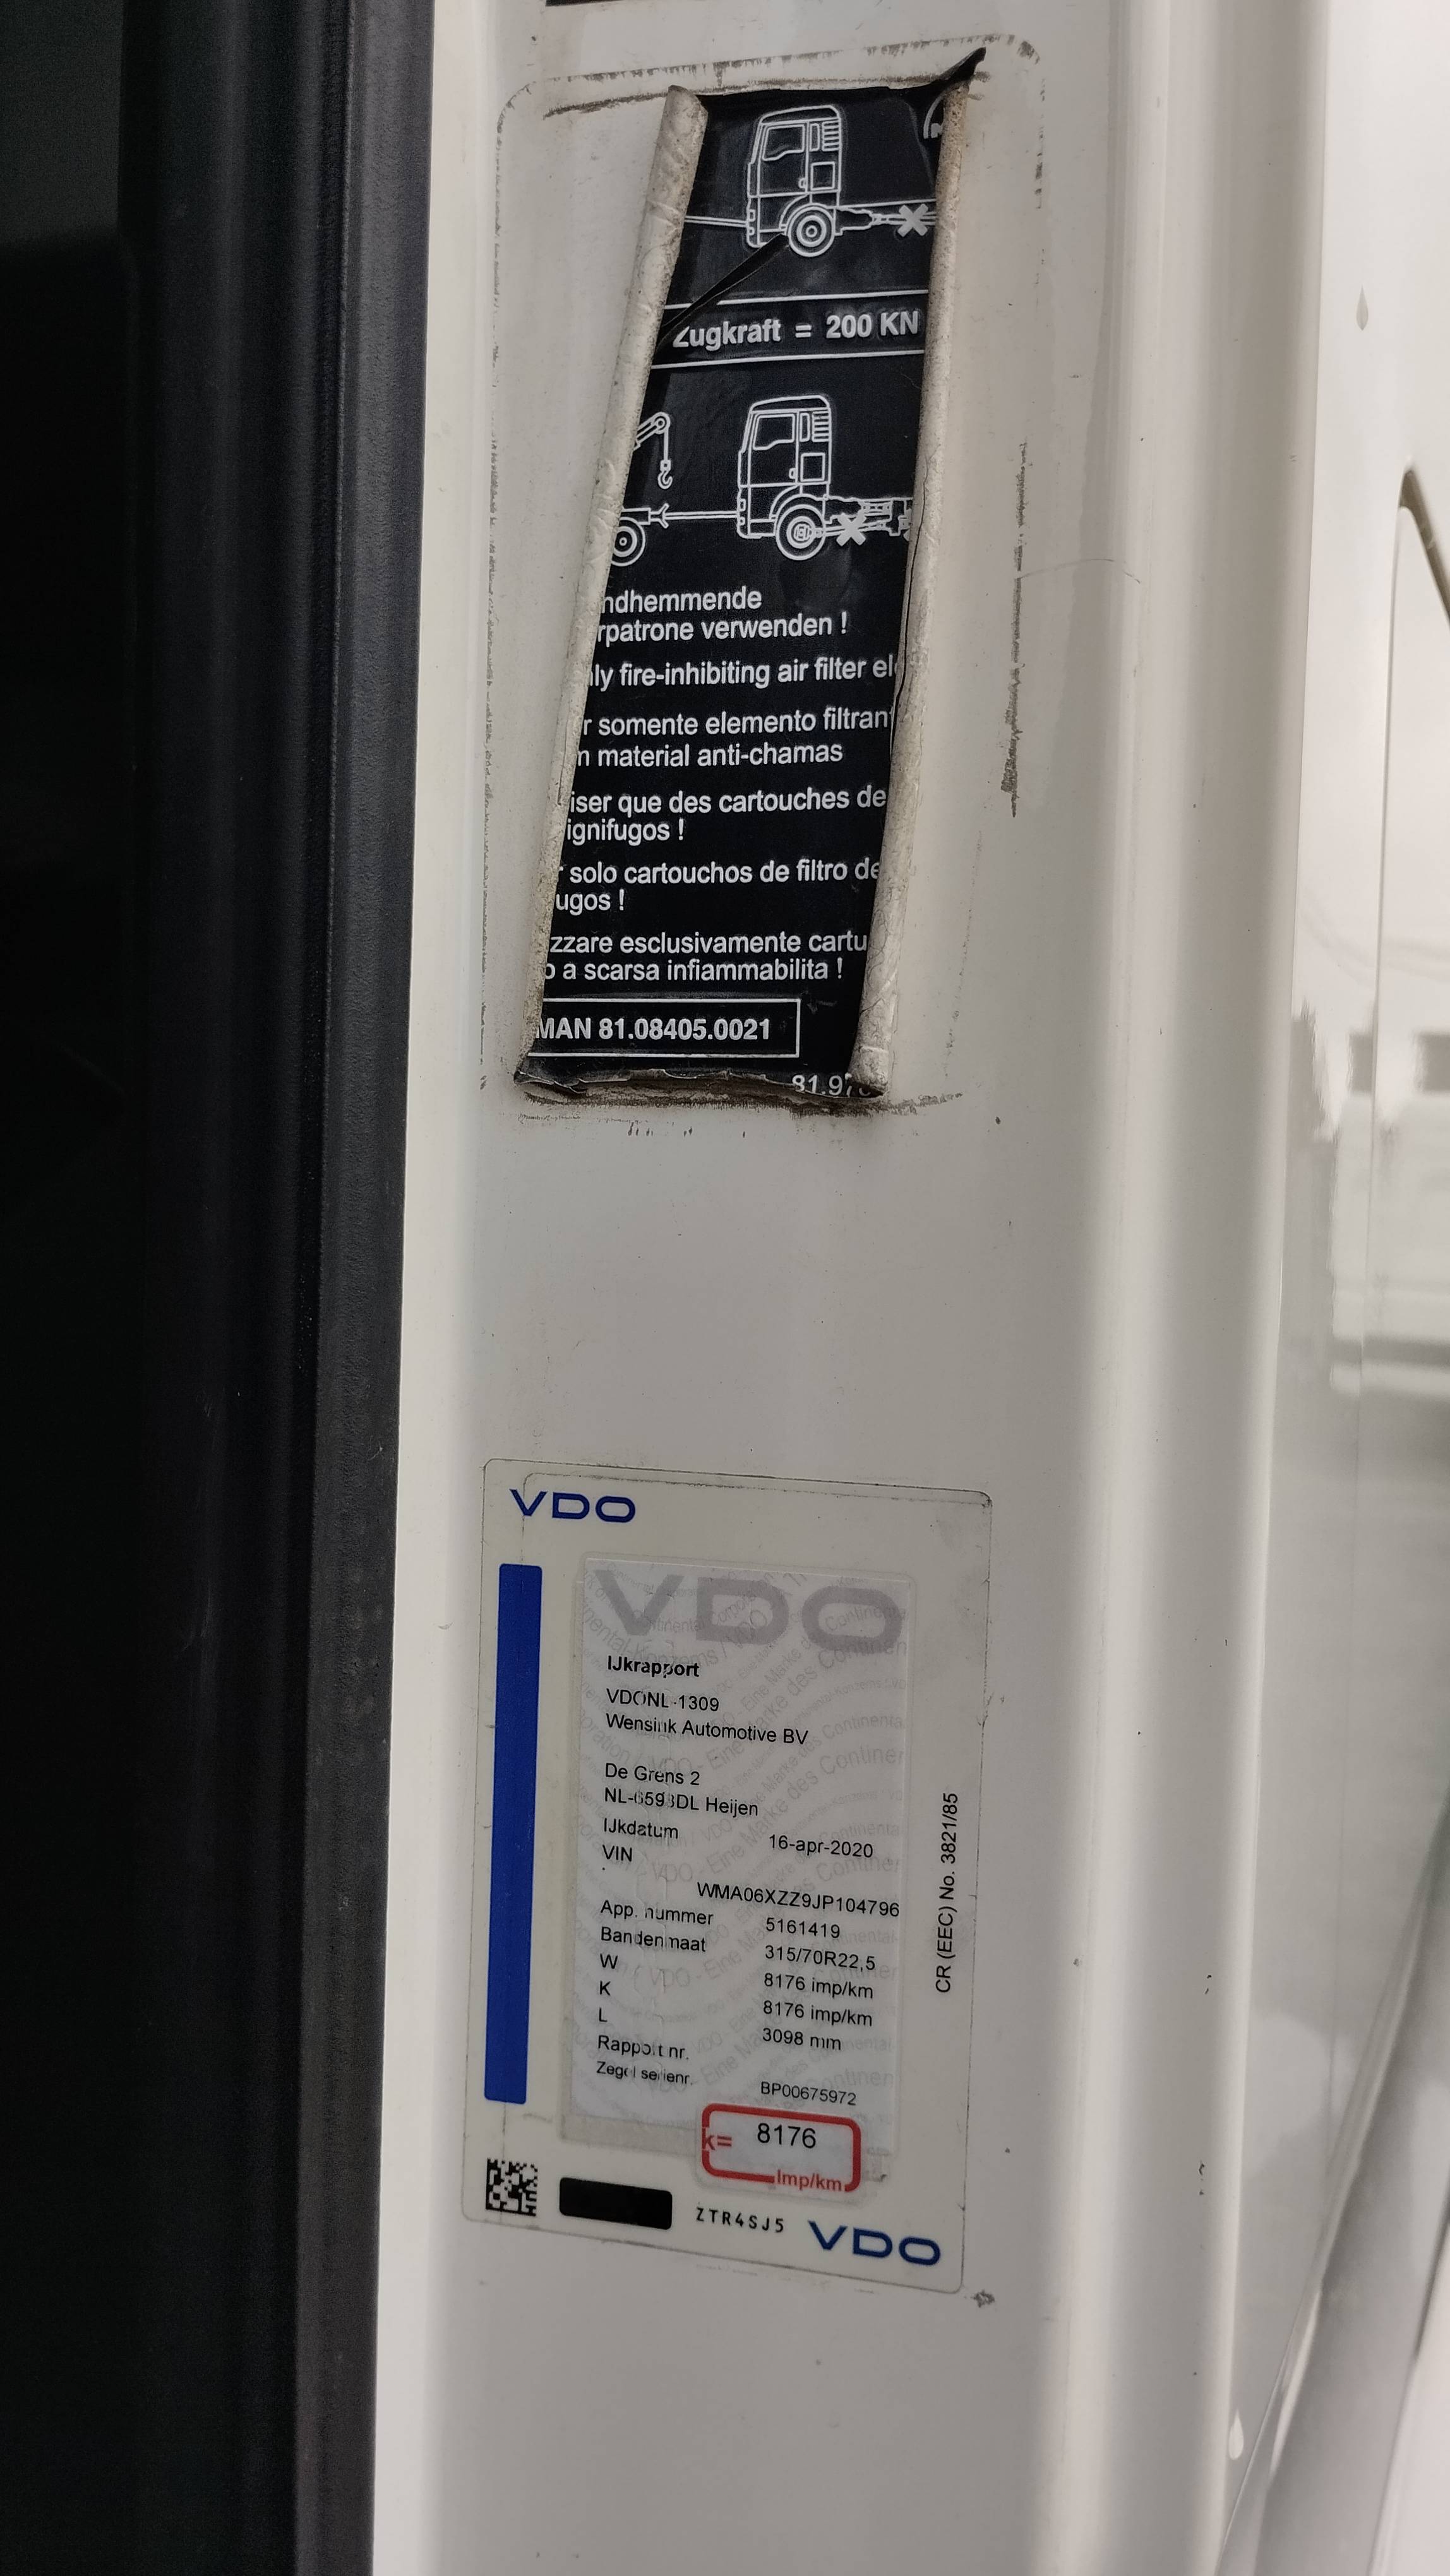 Zugkraft = 200 KN
ndhemmende
rpatrone verwenden !
ly fire-inhibiting air filter el
r somente elemento filtran
m material anti-chamas
iser que des cartouches de
ignifugos !
r solo cartouchos de filtro de
ugos !
zzare esclusivamente cartu
o a scarsa infiammabilita !
MAN 81.08405.0021
81.97
VDO
VDO
IJkrapport
VDONL-1309
Wensink Automotive BV
De Grens 2
NL-6598DL Heijen
IJkdatum 16-apr-2020
VIN
WMA06XZZ9JP104796
App. nummer 5161419
Bandenmaat 315/70R22,5
W 8176 imp/km
K 8176 imp/km
L 3098 mm
Rapport nr.
Zegel serienr. BP00675972
k= 8176
Imp/km
ZTR4SJ5 VDO
CR (EEC) No. 3821/85